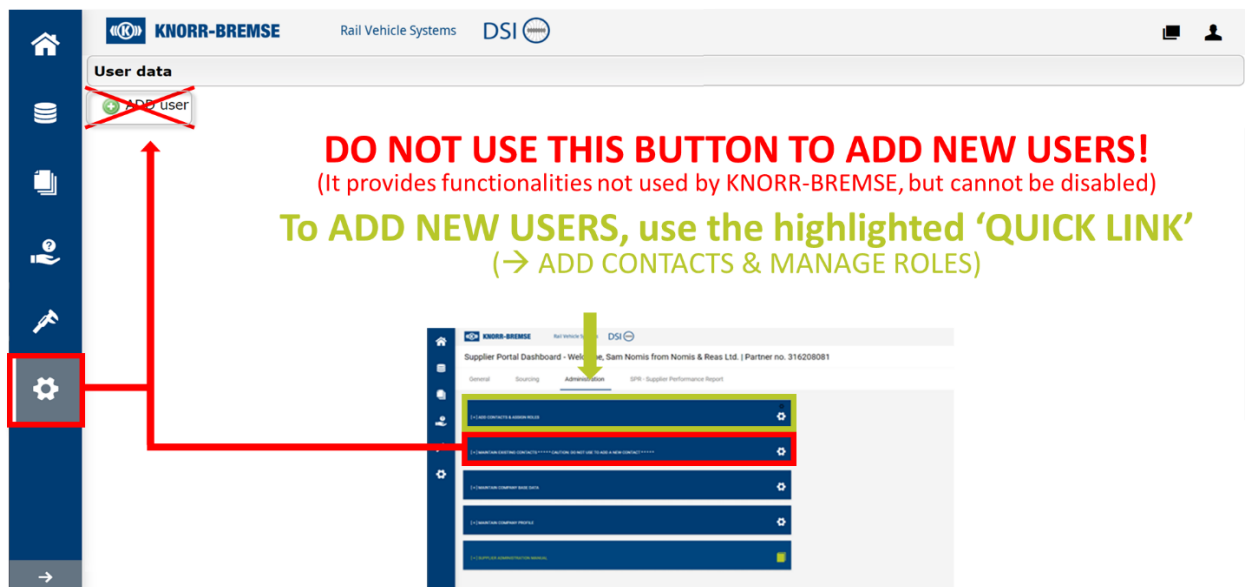 KNORR-BREMSE Rail Vehicle Systems DSI
User data
ADD user
DO NOT USE THIS BUTTON TO ADD NEW USERS!
(It provides functionalities not used by KNORR-BREMSE, but cannot be disabled)
To ADD NEW USERS, use the highlighted ‘QUICK LINK’
(→ ADD CONTACTS & MANAGE ROLES)
KNORR-BREMSE Rail Vehicle DSI
Supplier Portal Dashboard - Welcome, Sam Nomis from Nomis & Reas Ltd. | Partner no. 316208081
General Sourcing Administration SPR - Supplier Performance Report
[+] ADD CONTACTS & ASSIGN ROLES
[+] MAINTAIN EXISTING CONTACTS ***** CAUTION: DO NOT USE TO ADD A NEW CONTACT *****
[+] MAINTAIN COMPANY BASE DATA
[+] MAINTAIN COMPANY PROFILE
[+] SUPPLIER ADMINISTRATION MANUAL